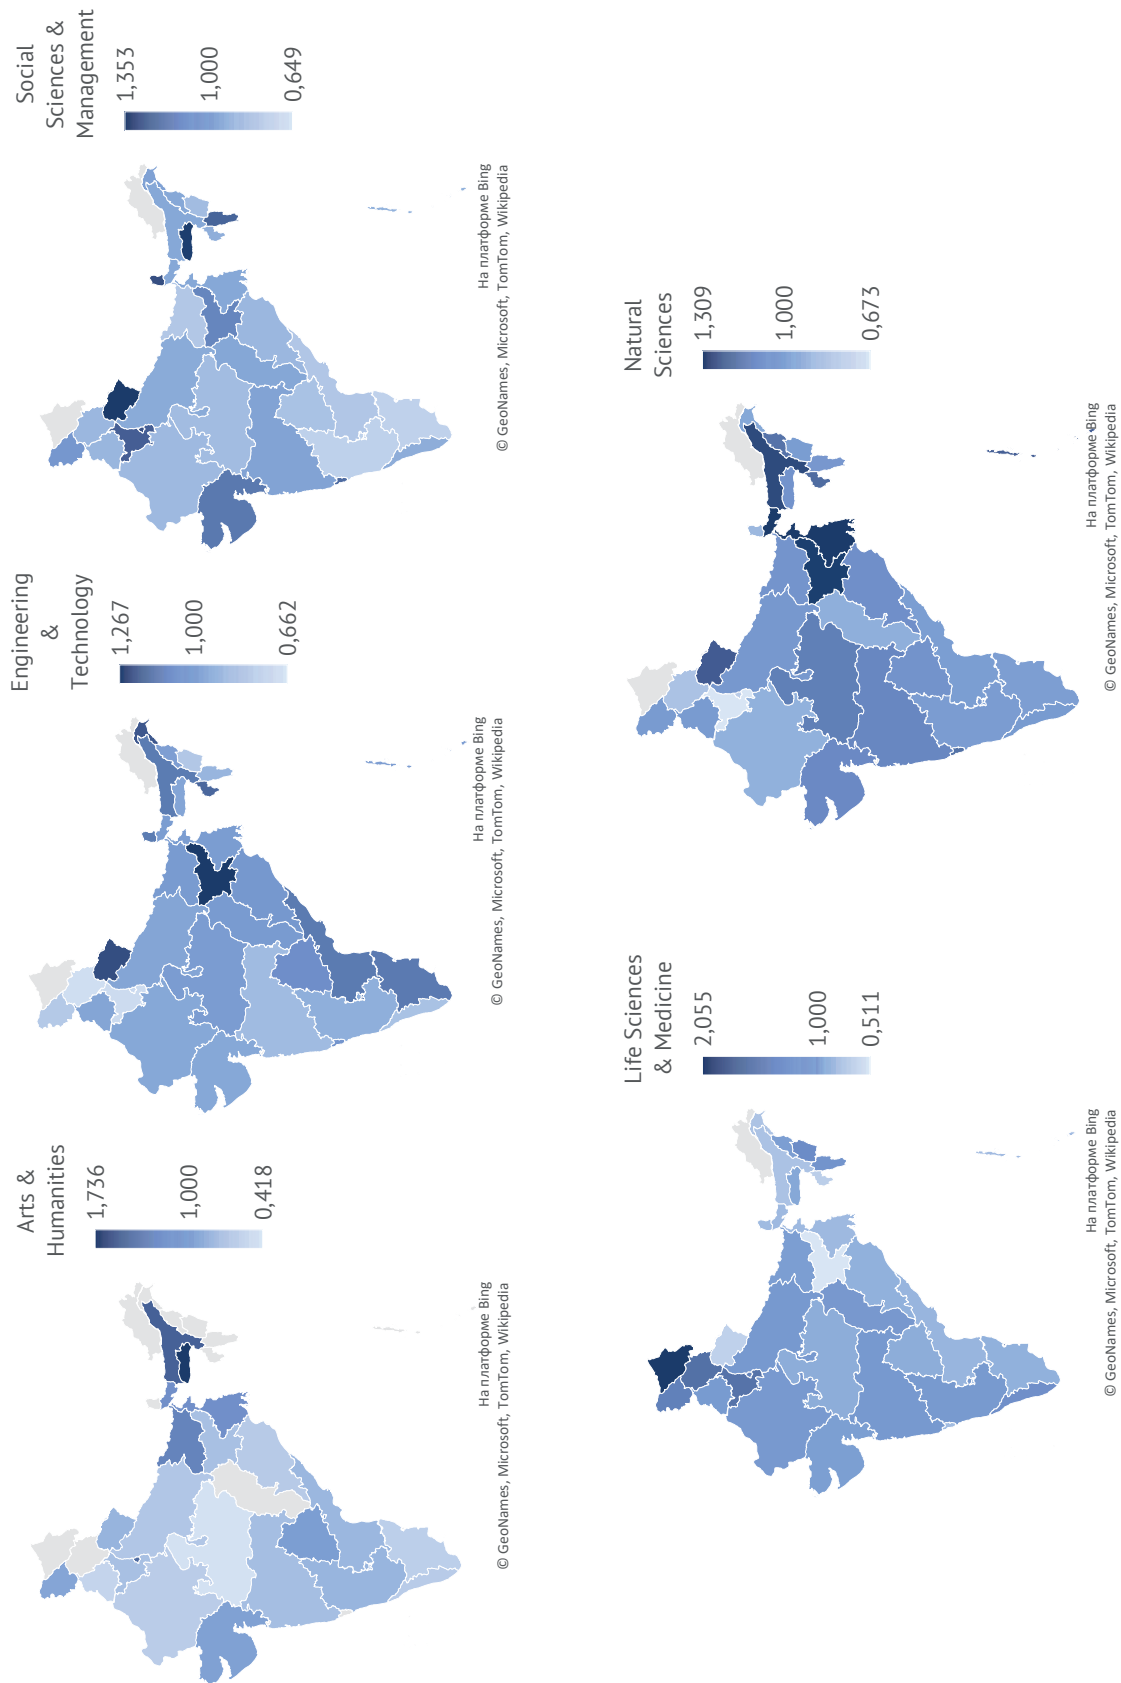 Arts &
Humanities
1,736
1,000
0,418
На платформе Bing
© GeoNames, Microsoft, TomTom, Wikipedia
Engineering
&
Technology
1,267
1,000
0,662
На платформе Bing
© GeoNames, Microsoft, TomTom, Wikipedia
Social
Sciences &
Management
1,353
1,000
0,649
На платформе Bing
© GeoNames, Microsoft, TomTom, Wikipedia
Life Sciences
& Medicine
2,055
1,000
0,511
На платформе Bing
© GeoNames, Microsoft, TomTom, Wikipedia
Natural
Sciences
1,309
1,000
0,673
На платформе Bing
© GeoNames, Microsoft, TomTom, Wikipedia